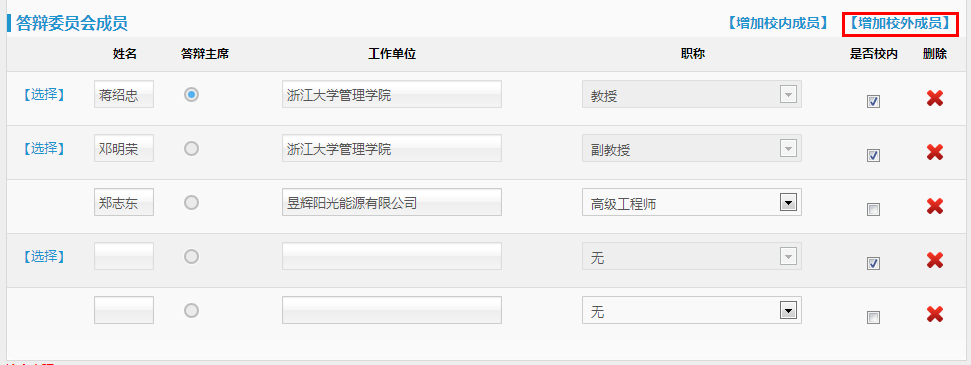 答辩委员会成员 【增加校内成员】 【增加校外成员】
姓名 答辩主席 工作单位 职称 是否校内 删除
【选择】 蒋绍忠 浙江大学管理学院 教授
【选择】 邓明荣 浙江大学管理学院 副教授
郑志东 昱辉阳光能源有限公司 高级工程师
【选择】 无
无